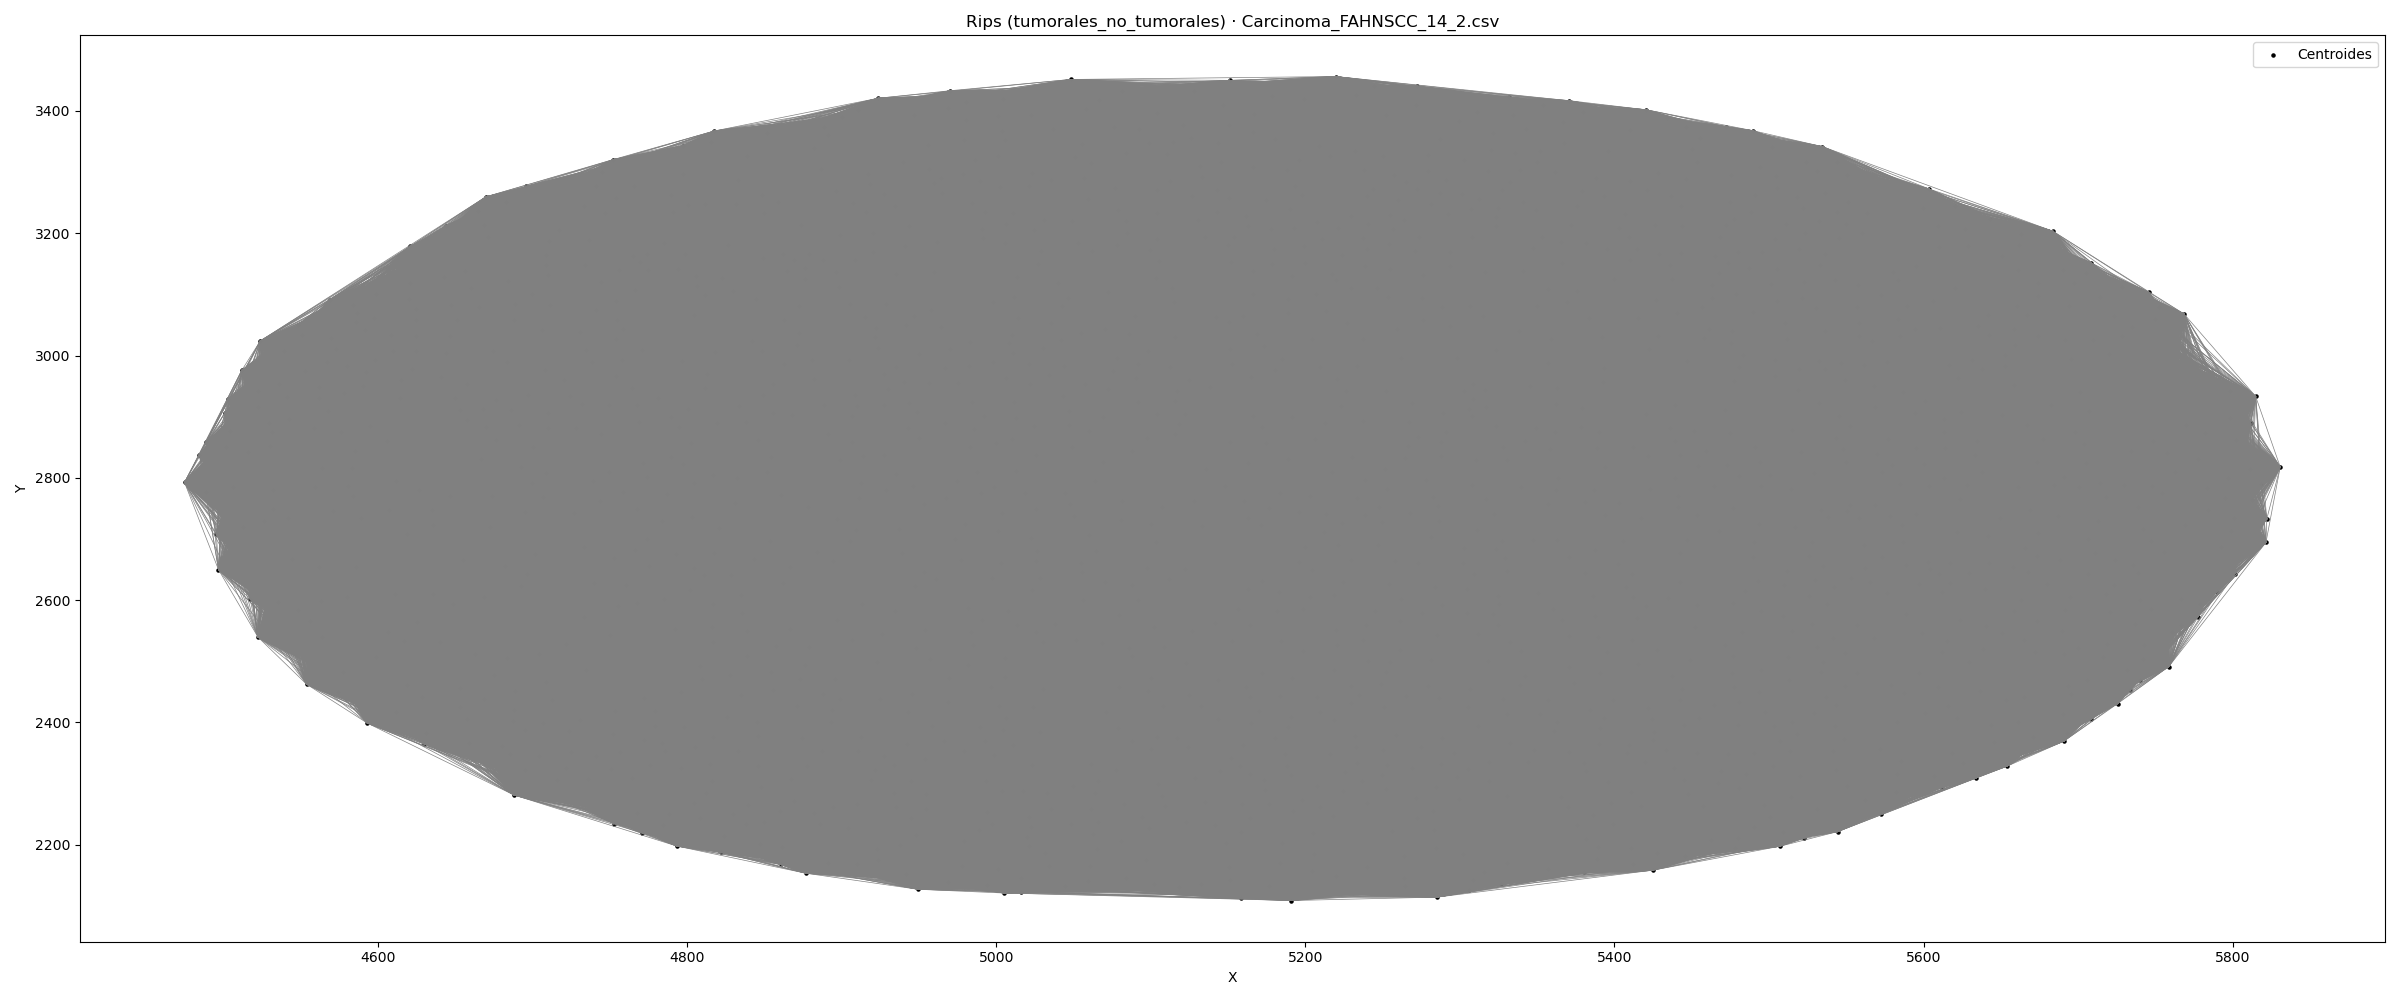 Rips (tumorales_no_tumorales) · Carcinoma_FAHNSCC_14_2.csv
Centroides
3400
3200
3000
2800
Y
2600
2400
2200
4600 4800 5000 5200 5400 5600 5800
X